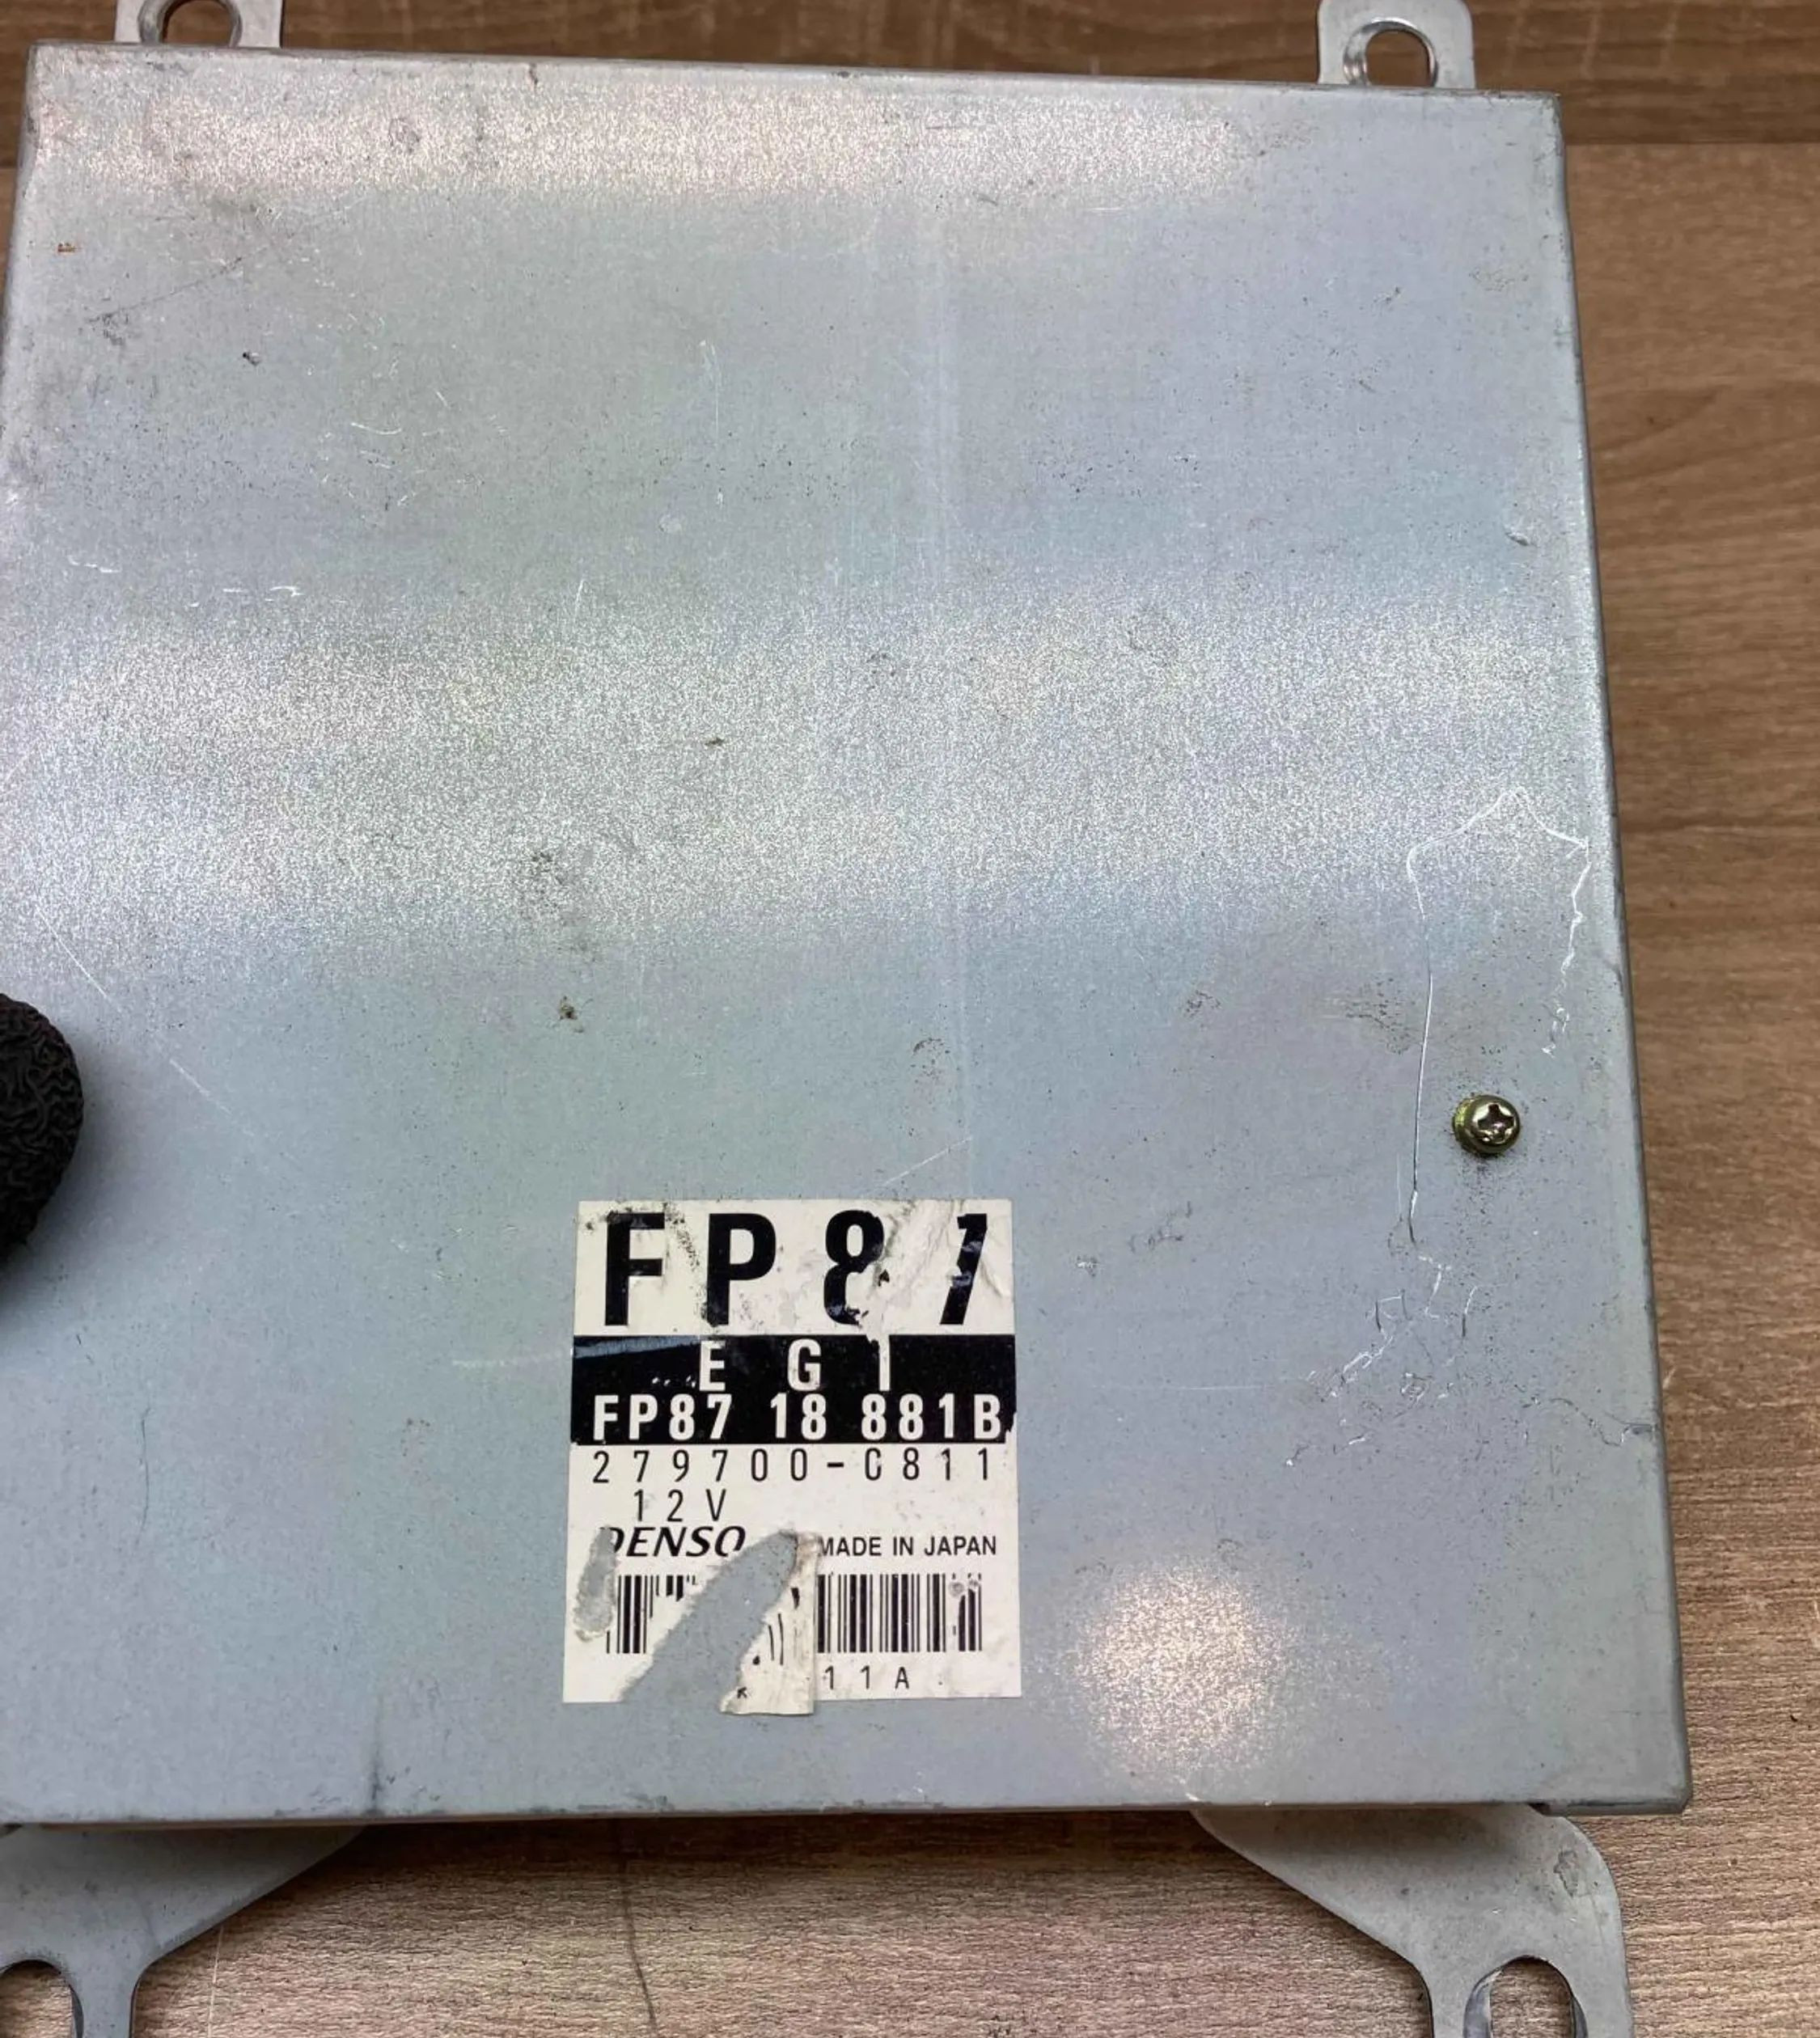 FP87
EGI
FP87 18 881B
279700-0811
12V
DENSO MADE IN JAPAN
11A